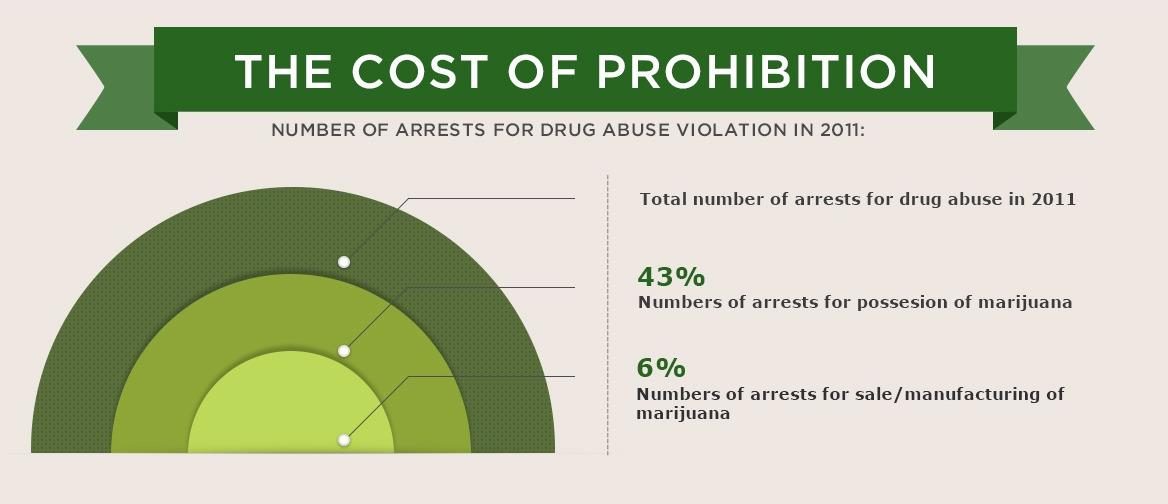 THE COST OF PROHIBITION
NUMBER OF ARRESTS FOR DRUG ABUSE VIOLATION IN 2011:
Total number of arrests for drug abuse in 2011
43%
Numbers of arrests for possesion of marijuana
6%
Numbers of arrests for sale/manufacturing of
marijuana